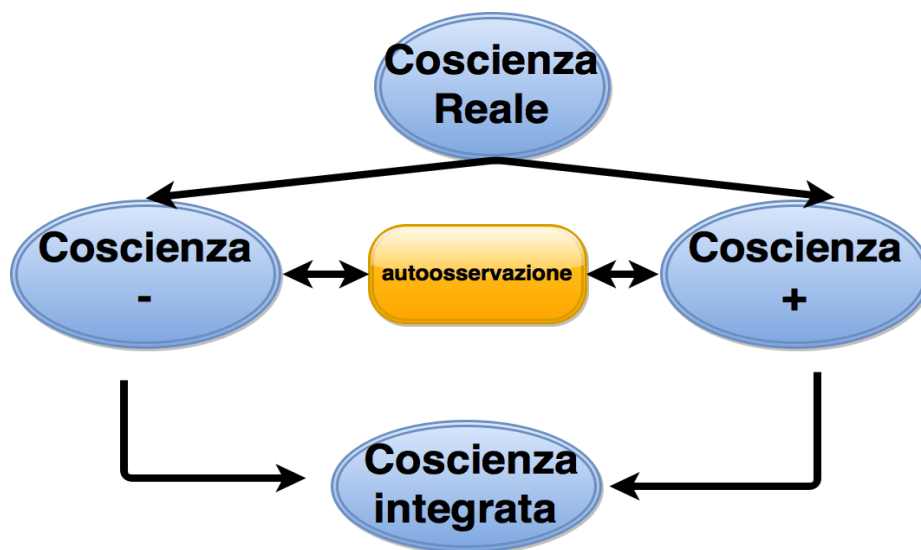 Coscienza
Reale
Coscienza
-
autoosservazione
Coscienza
+
Coscienza
integrata